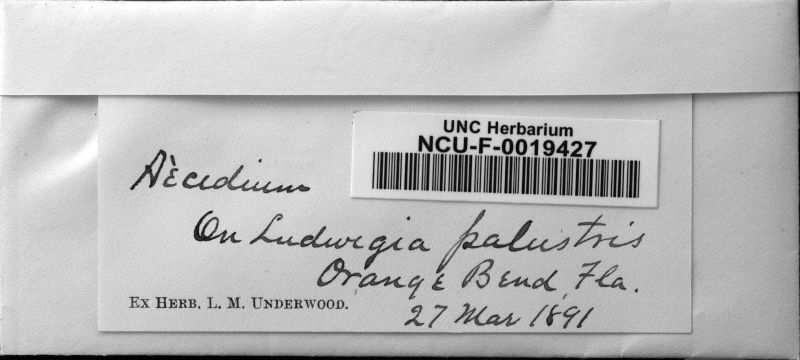 UNC Herbarium
NCU-F-0019427
Aecidium
On Ludwigia palustris
Orange Bend, Fla.
Ex Herb. L. M. Underwood.
27 Mar 1891